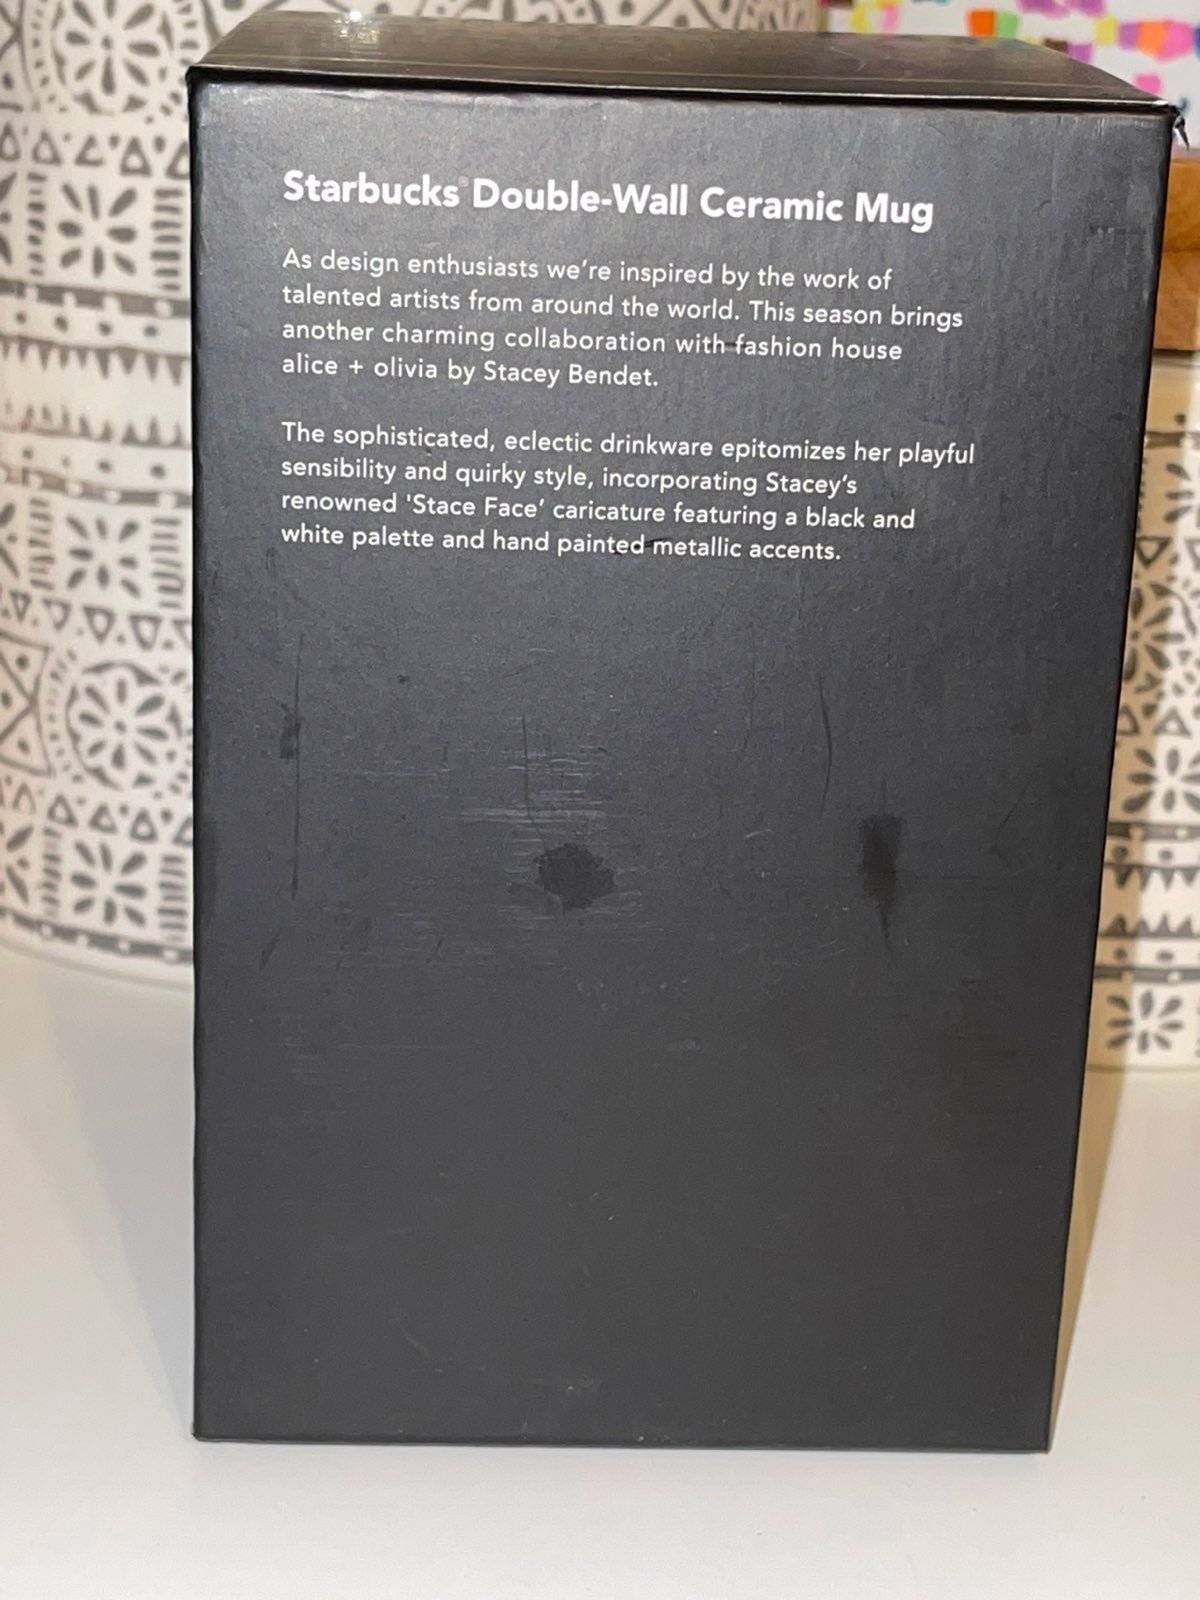 Starbucks® Double-Wall Ceramic Mug
As design enthusiasts we’re inspired by the work of
talented artists from around the world. This season brings
another charming collaboration with fashion house
alice + olivia by Stacey Bendet.
The sophisticated, eclectic drinkware epitomizes her playful
sensibility and quirky style, incorporating Stacey’s
renowned 'Stace Face’ caricature featuring a black and
white palette and hand painted metallic accents.